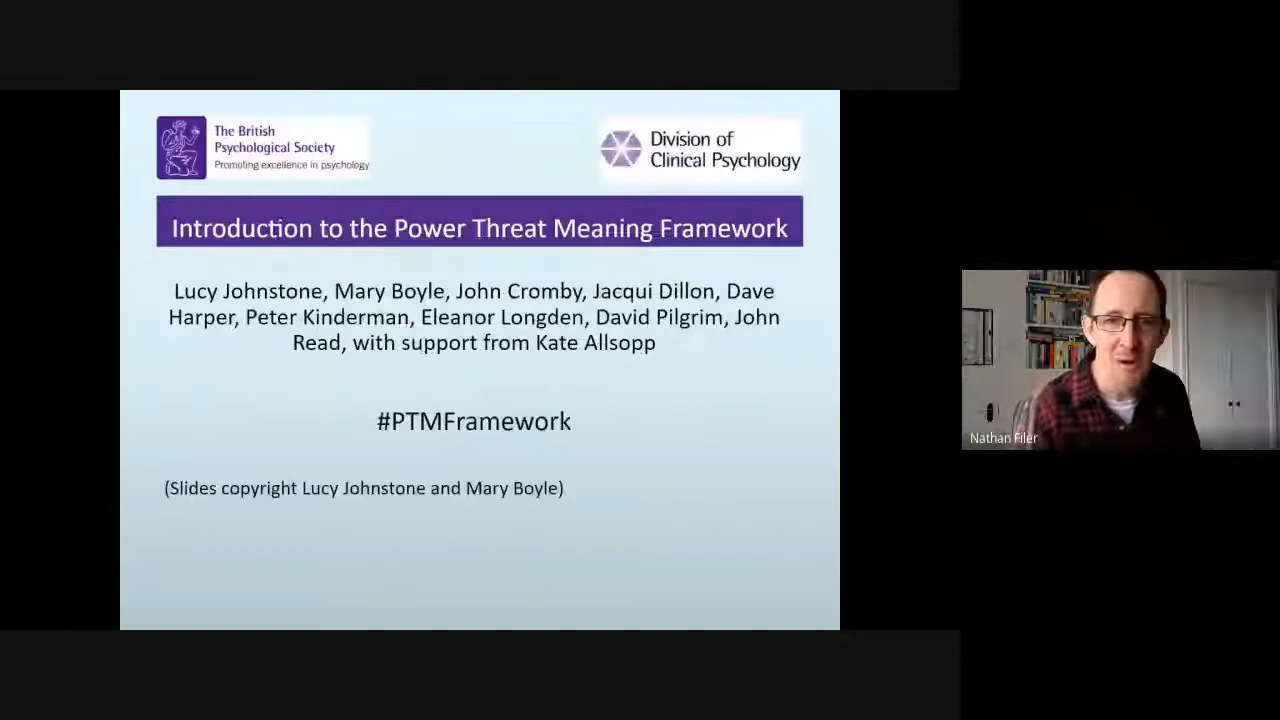 The British
Psychological Society
Promoting excellence in psychology
Division of
Clinical Psychology
Introduction to the Power Threat Meaning Framework
Lucy Johnstone, Mary Boyle, John Cromby, Jacqui Dillon, Dave
Harper, Peter Kinderman, Eleanor Longden, David Pilgrim, John
Read, with support from Kate Allsopp
#PTMFramework
(Slides copyright Lucy Johnstone and Mary Boyle)
Nathan Filer